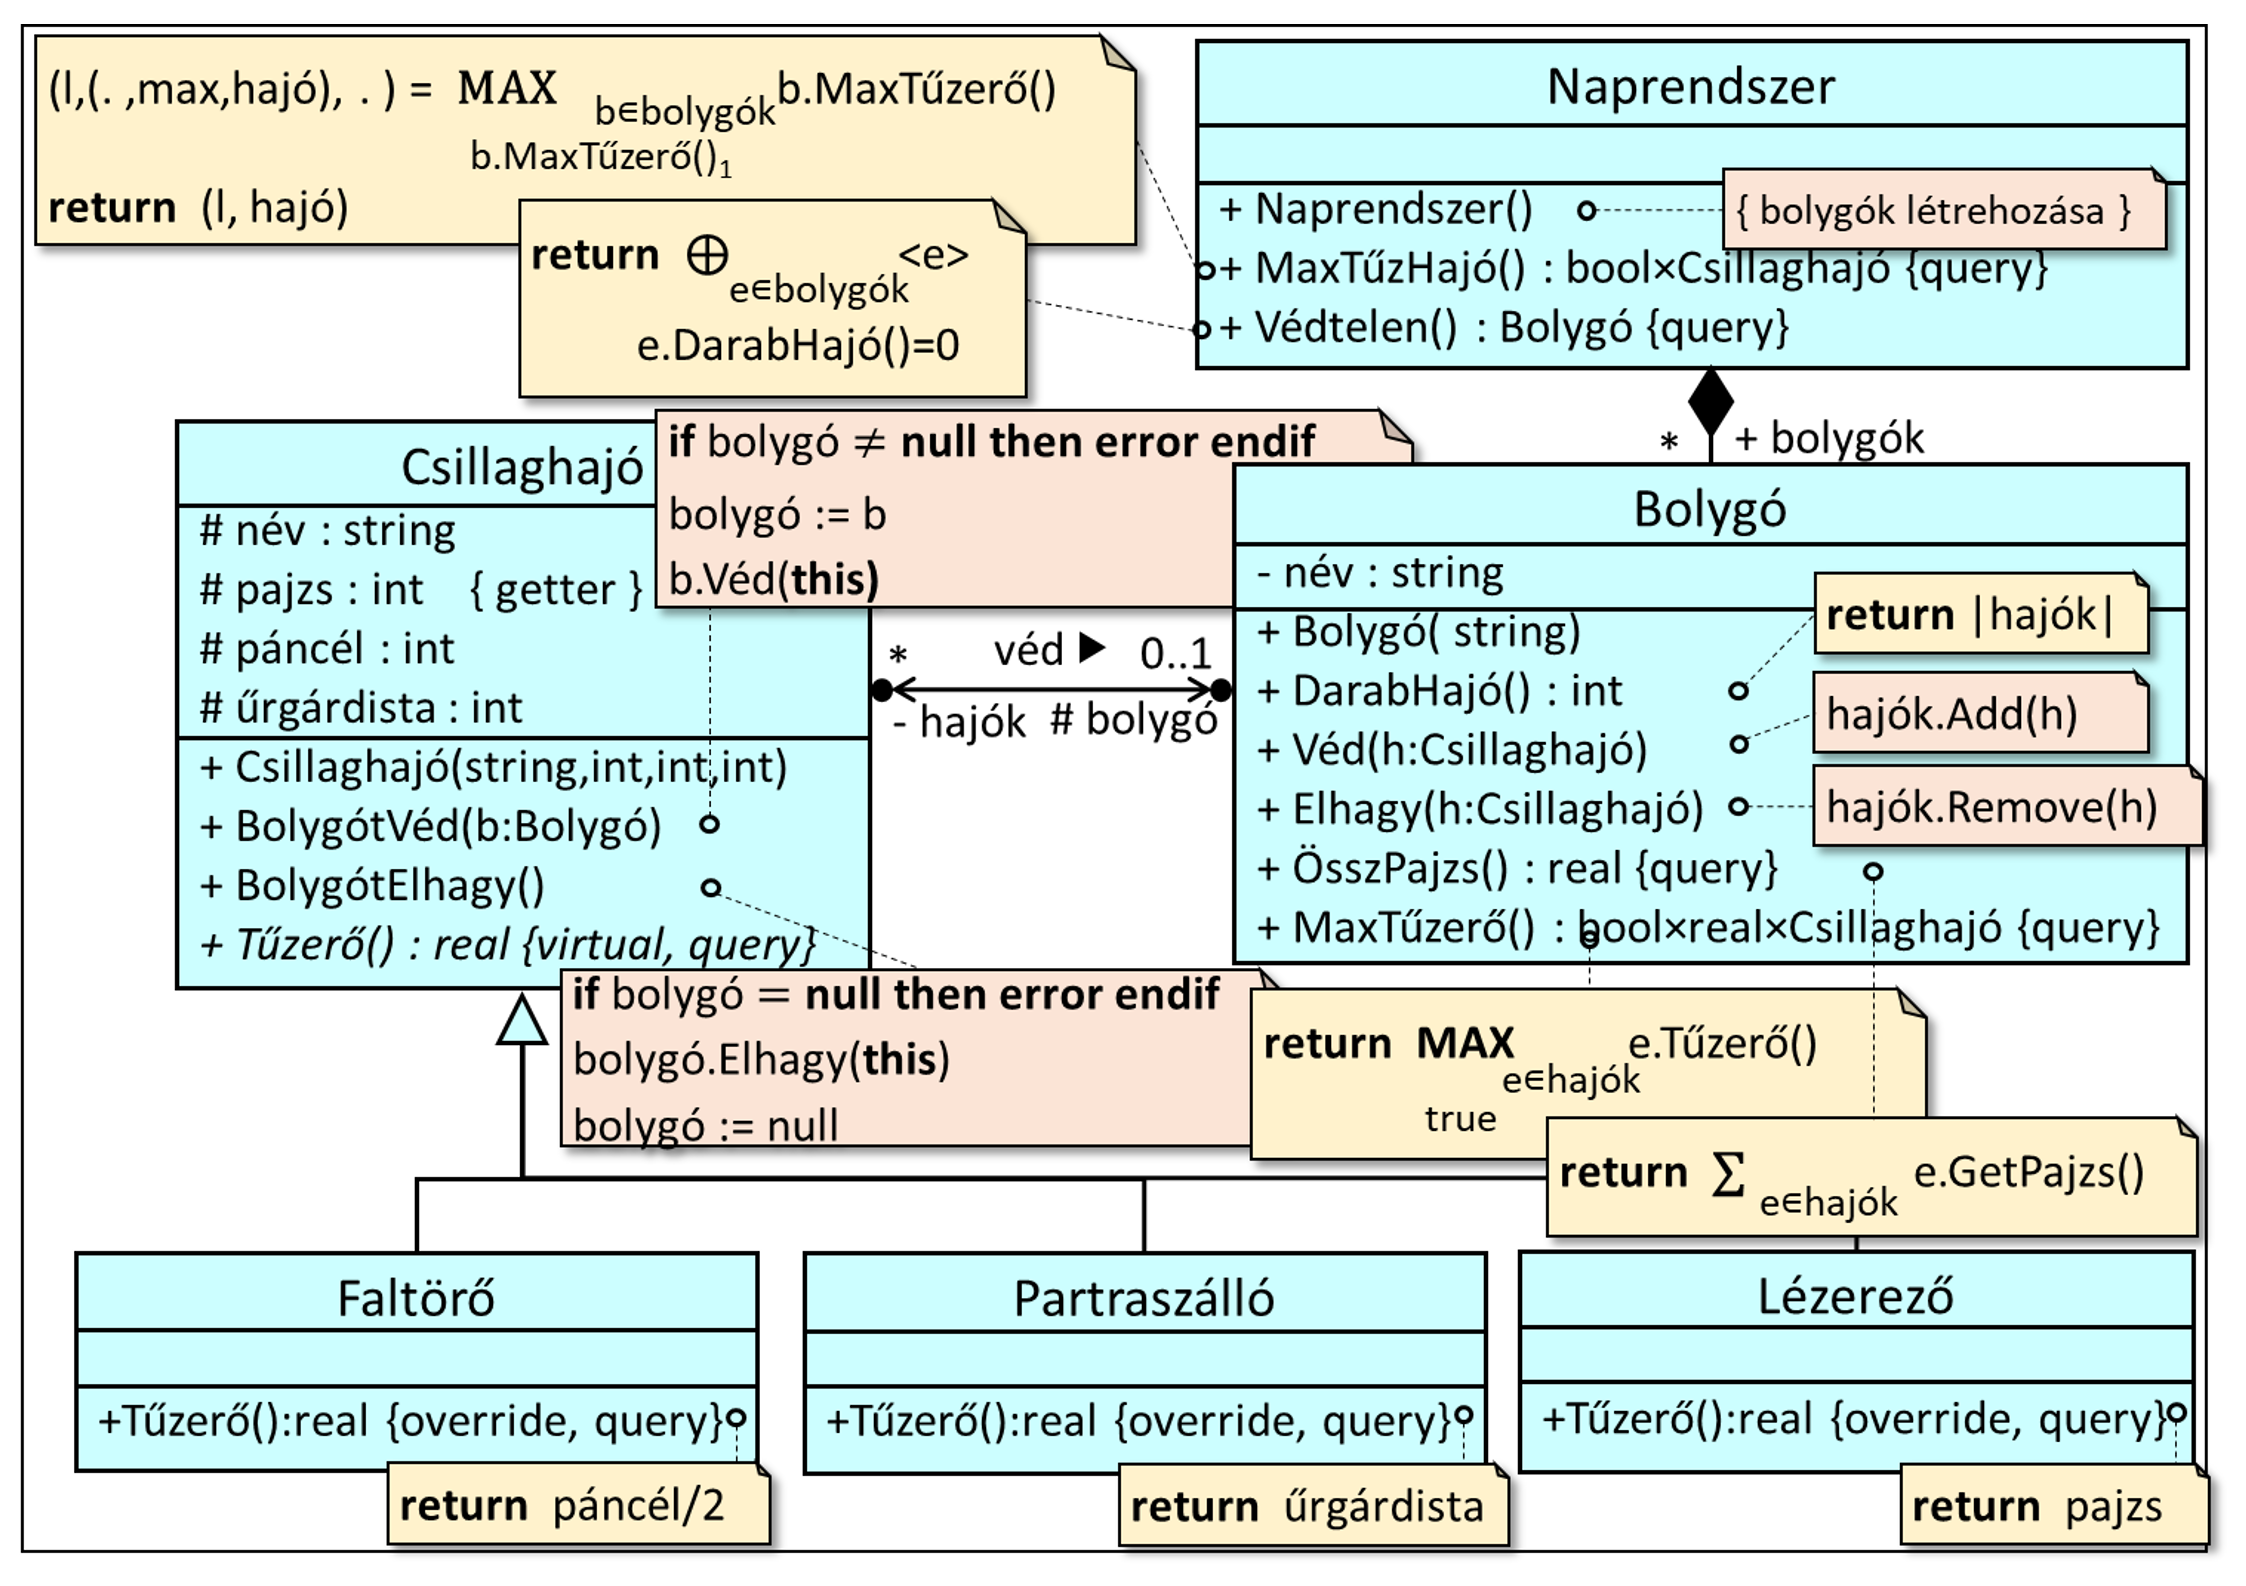 (l,(. ,max,hajó), . ) = MAX b∈bolygók b.MaxTűzerő()
b.MaxTűzerő()1
return (l, hajó)
return ⊕ e∈bolygók <e>
e.DarabHajó()=0
Naprendszer
+ Naprendszer()
{ bolygók létrehozása }
+ MaxTűzHajó() : bool×Csillaghajó {query}
+ Védtelen() : Bolygó {query}
* + bolygók
Csillaghajó
# név : string
# pajzs : int { getter }
# páncél : int
# űrgárdista : int
+ Csillaghajó(string,int,int,int)
+ BolygótVéd(b:Bolygó)
+ BolygótElhagy()
+ Tűzerő() : real {virtual, query}
if bolygó ≠ null then error endif
bolygó := b
b.Véd(this)
* véd ▶ 0..1
- hajók # bolygó
Bolygó
- név : string
+ Bolygó( string)
+ DarabHajó() : int
+ Véd(h:Csillaghajó)
+ Elhagy(h:Csillaghajó)
+ ÖsszPajzs() : real {query}
+ MaxTűzerő() : bool×real×Csillaghajó {query}
return |hajók|
hajók.Add(h)
hajók.Remove(h)
if bolygó = null then error endif
bolygó.Elhagy(this)
bolygó := null
return MAX e∈hajók e.Tűzerő()
true
return ∑ e∈hajók e.GetPajzs()
Faltörő
+Tűzerő():real {override, query}
return páncél/2
Partraszálló
+Tűzerő():real {override, query}
return űrgárdista
Lézerező
+Tűzerő():real {override, query}
return pajzs